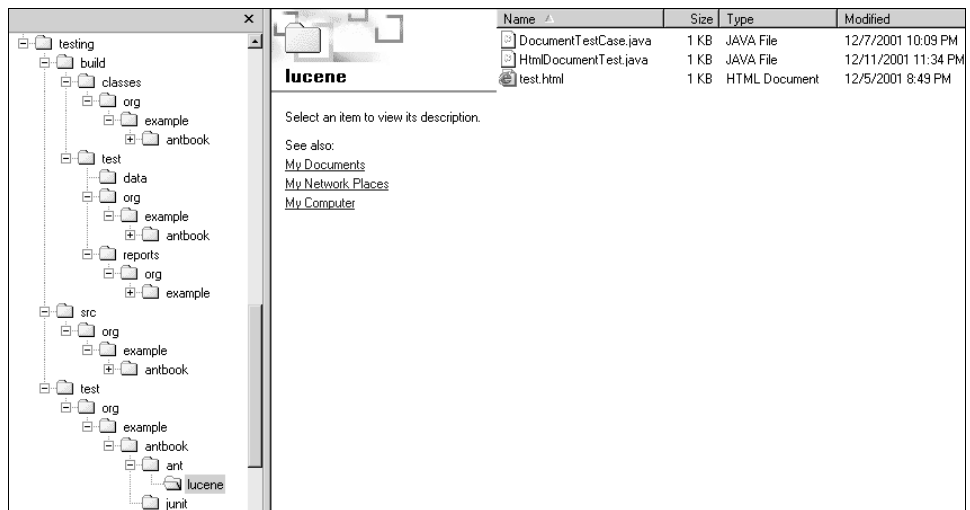 testing
build
classes
org
example
antbook
test
data
org
example
antbook
reports
org
example
src
org
example
antbook
test
org
example
antbook
ant
lucene
junit
lucene
Select an item to view its description.
See also:
My Documents
My Network Places
My Computer
Name Size Type Modified
DocumentTestCase.java 1 KB JAVA File 12/7/2001 10:09 PM
HtmlDocumentTest.java 1 KB JAVA File 12/11/2001 11:34 PM
test.html 1 KB HTML Document 12/5/2001 8:49 PM